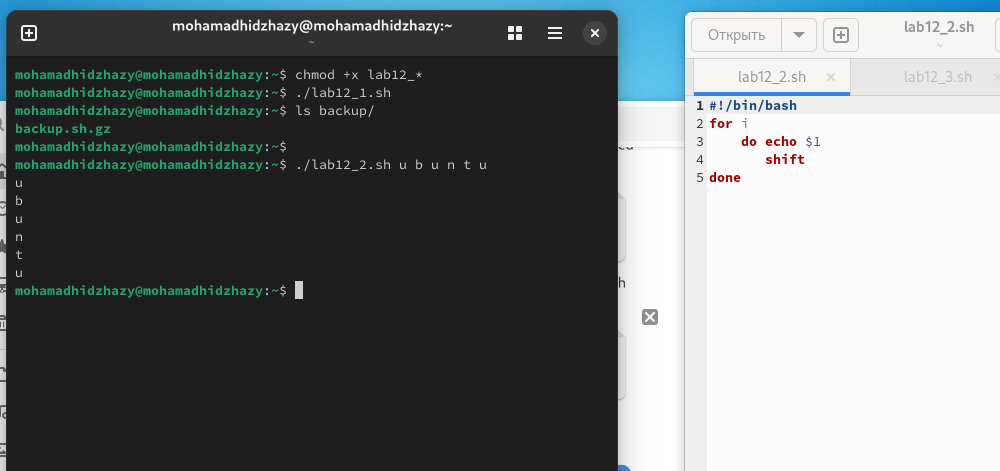 mohamadhidzhazy@mohamadhidzhazy:~
~
mohamadhidzhazy@mohamadhidzhazy:~$ chmod +x lab12_*
mohamadhidzhazy@mohamadhidzhazy:~$ ./lab12_1.sh
mohamadhidzhazy@mohamadhidzhazy:~$ ls backup/
backup.sh.gz
mohamadhidzhazy@mohamadhidzhazy:~$
mohamadhidzhazy@mohamadhidzhazy:~$ ./lab12_2.sh u b u n t u
u
b
u
n
t
u
mohamadhidzhazy@mohamadhidzhazy:~$
h
Открыть
lab12_2.sh
~
lab12_2.sh
lab12_3.sh
1 #!/bin/bash
2 for i
3     do echo $1
4        shift
5 done